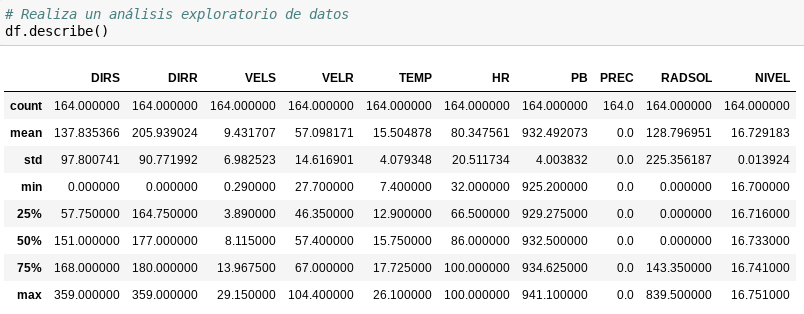 # Realiza un análisis exploratorio de datos
df.describe()
DIRS DIRR VELS VELR TEMP HR PB PREC RADSOL NIVEL
count 164.000000 164.000000 164.000000 164.000000 164.000000 164.000000 164.000000 164.0 164.000000 164.000000
mean 137.835366 205.939024 9.431707 57.098171 15.504878 80.347561 932.492073 0.0 128.796951 16.729183
std 97.800741 90.771992 6.982523 14.616901 4.079348 20.511734 4.003832 0.0 225.356187 0.013924
min 0.000000 0.000000 0.290000 27.700000 7.400000 32.000000 925.200000 0.0 0.000000 16.700000
25% 57.750000 164.750000 3.890000 46.350000 12.900000 66.500000 929.275000 0.0 0.000000 16.716000
50% 151.000000 177.000000 8.115000 57.400000 15.750000 86.000000 932.500000 0.0 0.000000 16.733000
75% 168.000000 180.000000 13.967500 67.000000 17.725000 100.000000 934.625000 0.0 143.350000 16.741000
max 359.000000 359.000000 29.150000 104.400000 26.100000 100.000000 941.100000 0.0 839.500000 16.751000